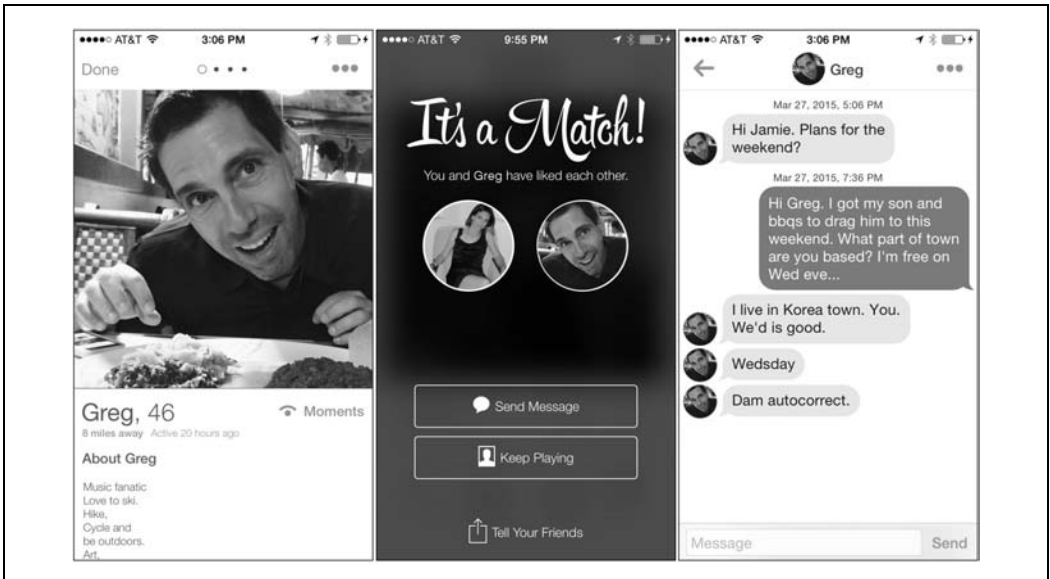 AT&T 3:06 PM
Done
Greg, 46
Moments
8 miles away Active 20 hours ago
About Greg
Music fanatic
Love to ski.
Hike,
Cycle and
be outdoors.
Art,
AT&T 9:55 PM
It's a Match!
You and Greg have liked each other.
Send Message
Keep Playing
Tell Your Friends
AT&T 3:06 PM
Greg
Mar 27, 2015, 5:06 PM
Hi Jamie. Plans for the
weekend?
Mar 27, 2015, 7:36 PM
Hi Greg. I got my son and
bbqs to drag him to this
weekend. What part of town
are you based? I'm free on
Wed eve...
I live in Korea town. You.
We'd is good.
Wedsday
Dam autocorrect.
Message
Send